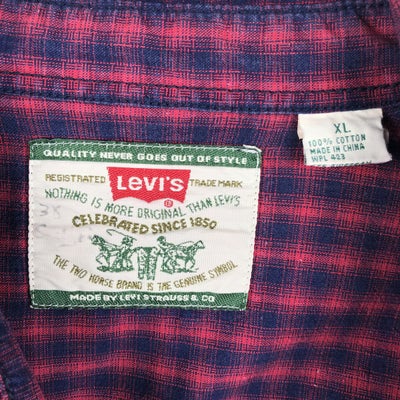 QUALITY NEVER GOES OUT OF STYLE
REGISTRATED LEVI'S TRADE MARK
NOTHING IS MORE ORIGINAL THAN LEVI'S
CELEBRATED SINCE 1850
THE TWO HORSE BRAND IS THE GENUINE SYMBOL
MADE BY LEVI STRAUSS & CO
XL
100% COTTON
MADE IN CHINA
WPL 423